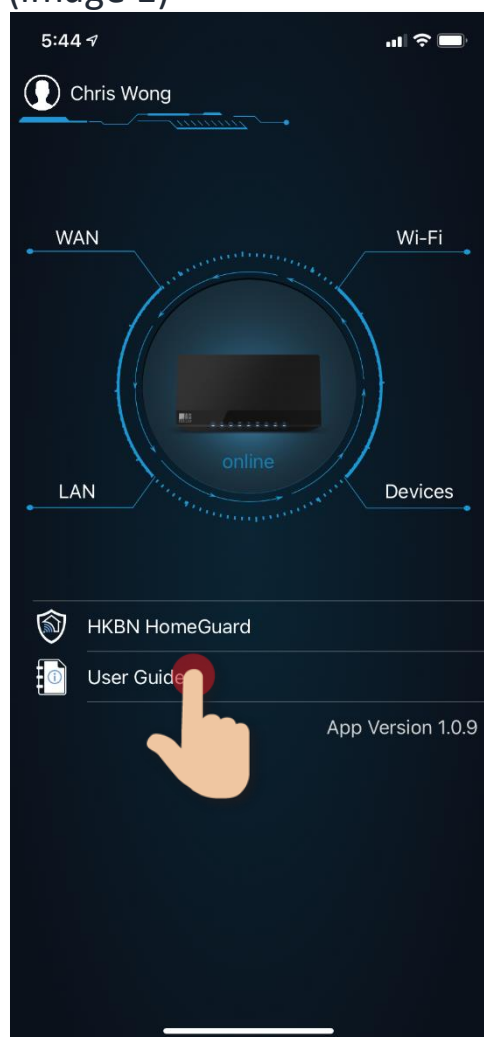 5:44
Chris Wong
WAN
Wi-Fi
online
LAN
Devices
HKBN HomeGuard
User Guide
App Version 1.0.9